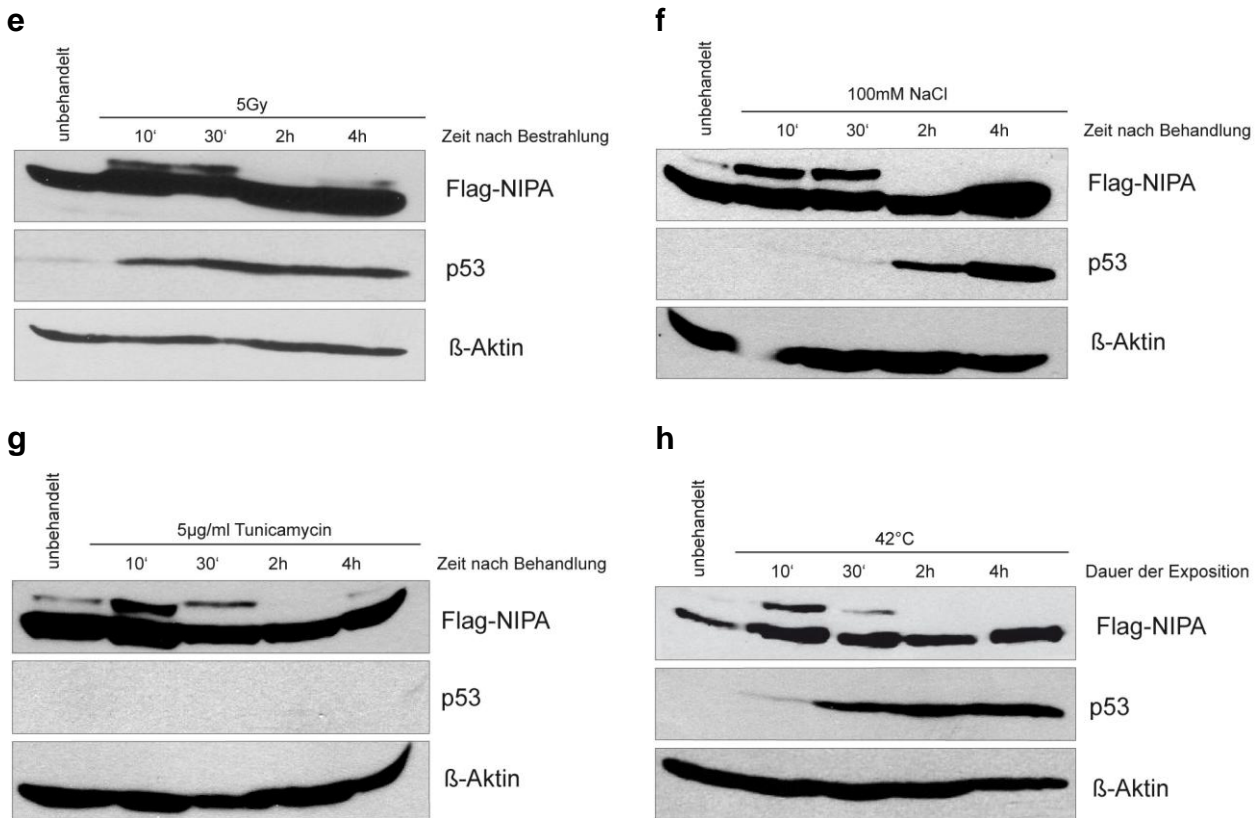 e
unbehandelt
5Gy
10‘ 30‘ 2h 4h Zeit nach Bestrahlung
Flag-NIPA
p53
ß-Aktin
f
unbehandelt
100mM NaCl
10‘ 30‘ 2h 4h Zeit nach Behandlung
Flag-NIPA
p53
ß-Aktin
g
unbehandelt
5µg/ml Tunicamycin
10‘ 30‘ 2h 4h Zeit nach Behandlung
Flag-NIPA
p53
ß-Aktin
h
unbehandelt
42°C
10‘ 30‘ 2h 4h Dauer der Exposition
Flag-NIPA
p53
ß-Aktin